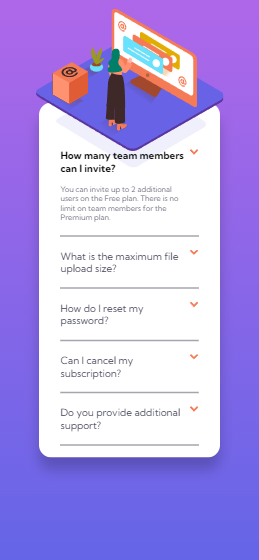 How many team members
can I invite?
You can invite up to 2 additional
users on the Free plan. There is no
limit on team members for the
Premium plan.
What is the maximum file
upload size?
How do I reset my
password?
Can I cancel my
subscription?
Do you provide additional
support?